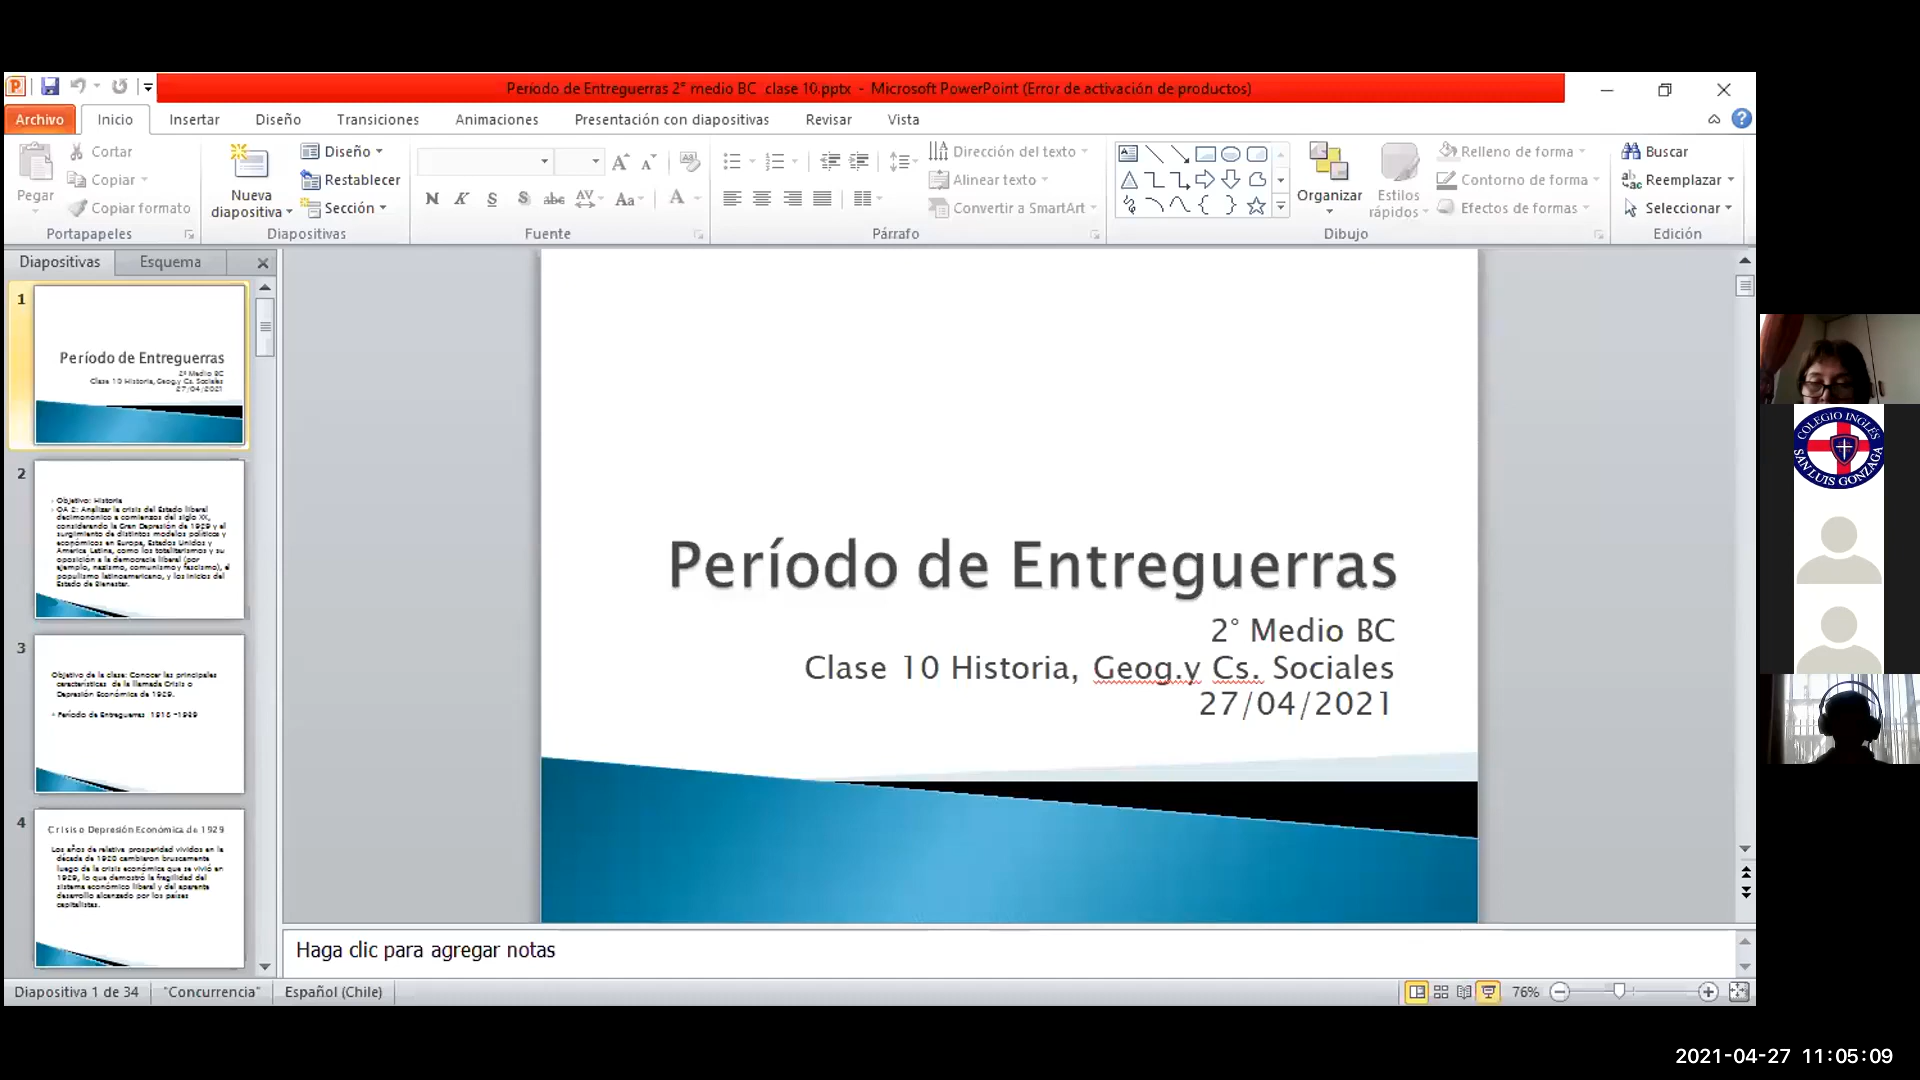 Período de Entreguerras 2° medio BC clase 10.pptx - Microsoft PowerPoint (Error de activación de productos)
Archivo
Inicio
Insertar
Diseño
Transiciones
Animaciones
Presentación con diapositivas
Revisar
Vista
Pegar
Cortar
Copiar
Copiar formato
Portapapeles
Nueva
diapositiva
Diseño
Restablecer
Sección
Diapositivas
N K S S abc AV Aa A
Fuente
Dirección del texto
Alinear texto
Convertir a SmartArt
Párrafo
Organizar
Estilos
rápidos
Relleno de forma
Contorno de forma
Efectos de formas
Dibujo
Buscar
Reemplazar
Seleccionar
Edición
Diapositivas
Esquema
1
Período de Entreguerras
2° Medio BC
Clase 10 Historia, Geog.y Cs. Sociales
27/04/2021
2
Objetivo: Historia
OA 2: Analizar la crisis del Estado liberal
decimonónico a comienzos del siglo XX,
considerando la Gran Depresión de 1929 y el
surgimiento de distintos modelos políticos y
económicos en Europa, Estados Unidos y
América Latina, como los totalitarismos y su
oposición a la democracia liberal (por
ejemplo, nazismo, comunismo y fascismo), el
populismo latinoamericano, y los inicios del
Estado de Bienestar.
3
Objetivo de la clase: Conocer las principales
características de la llamada Crisis o
Depresión Económica de 1929.
Período de Entreguerras
4
Crisis o Depresión Económica de 1929
Los años de relativa prosperidad vividos en la
década de 1920 cambiaron bruscamente
luego de la crisis económica que se vivió en
1929, lo que demostró la fragilidad del
sistema económico liberal y del aparente
desarrollo alcanzado por los países
capitalistas.
Período de Entreguerras
2° Medio BC
Clase 10 Historia, Geog.y Cs. Sociales
27/04/2021
Haga clic para agregar notas
Diapositiva 1 de 34
"Concurrencia"
Español (Chile)
76%
COLEGIO INGLÉS
SAN LUIS GONZAGA
2021-04-27 11:05:09